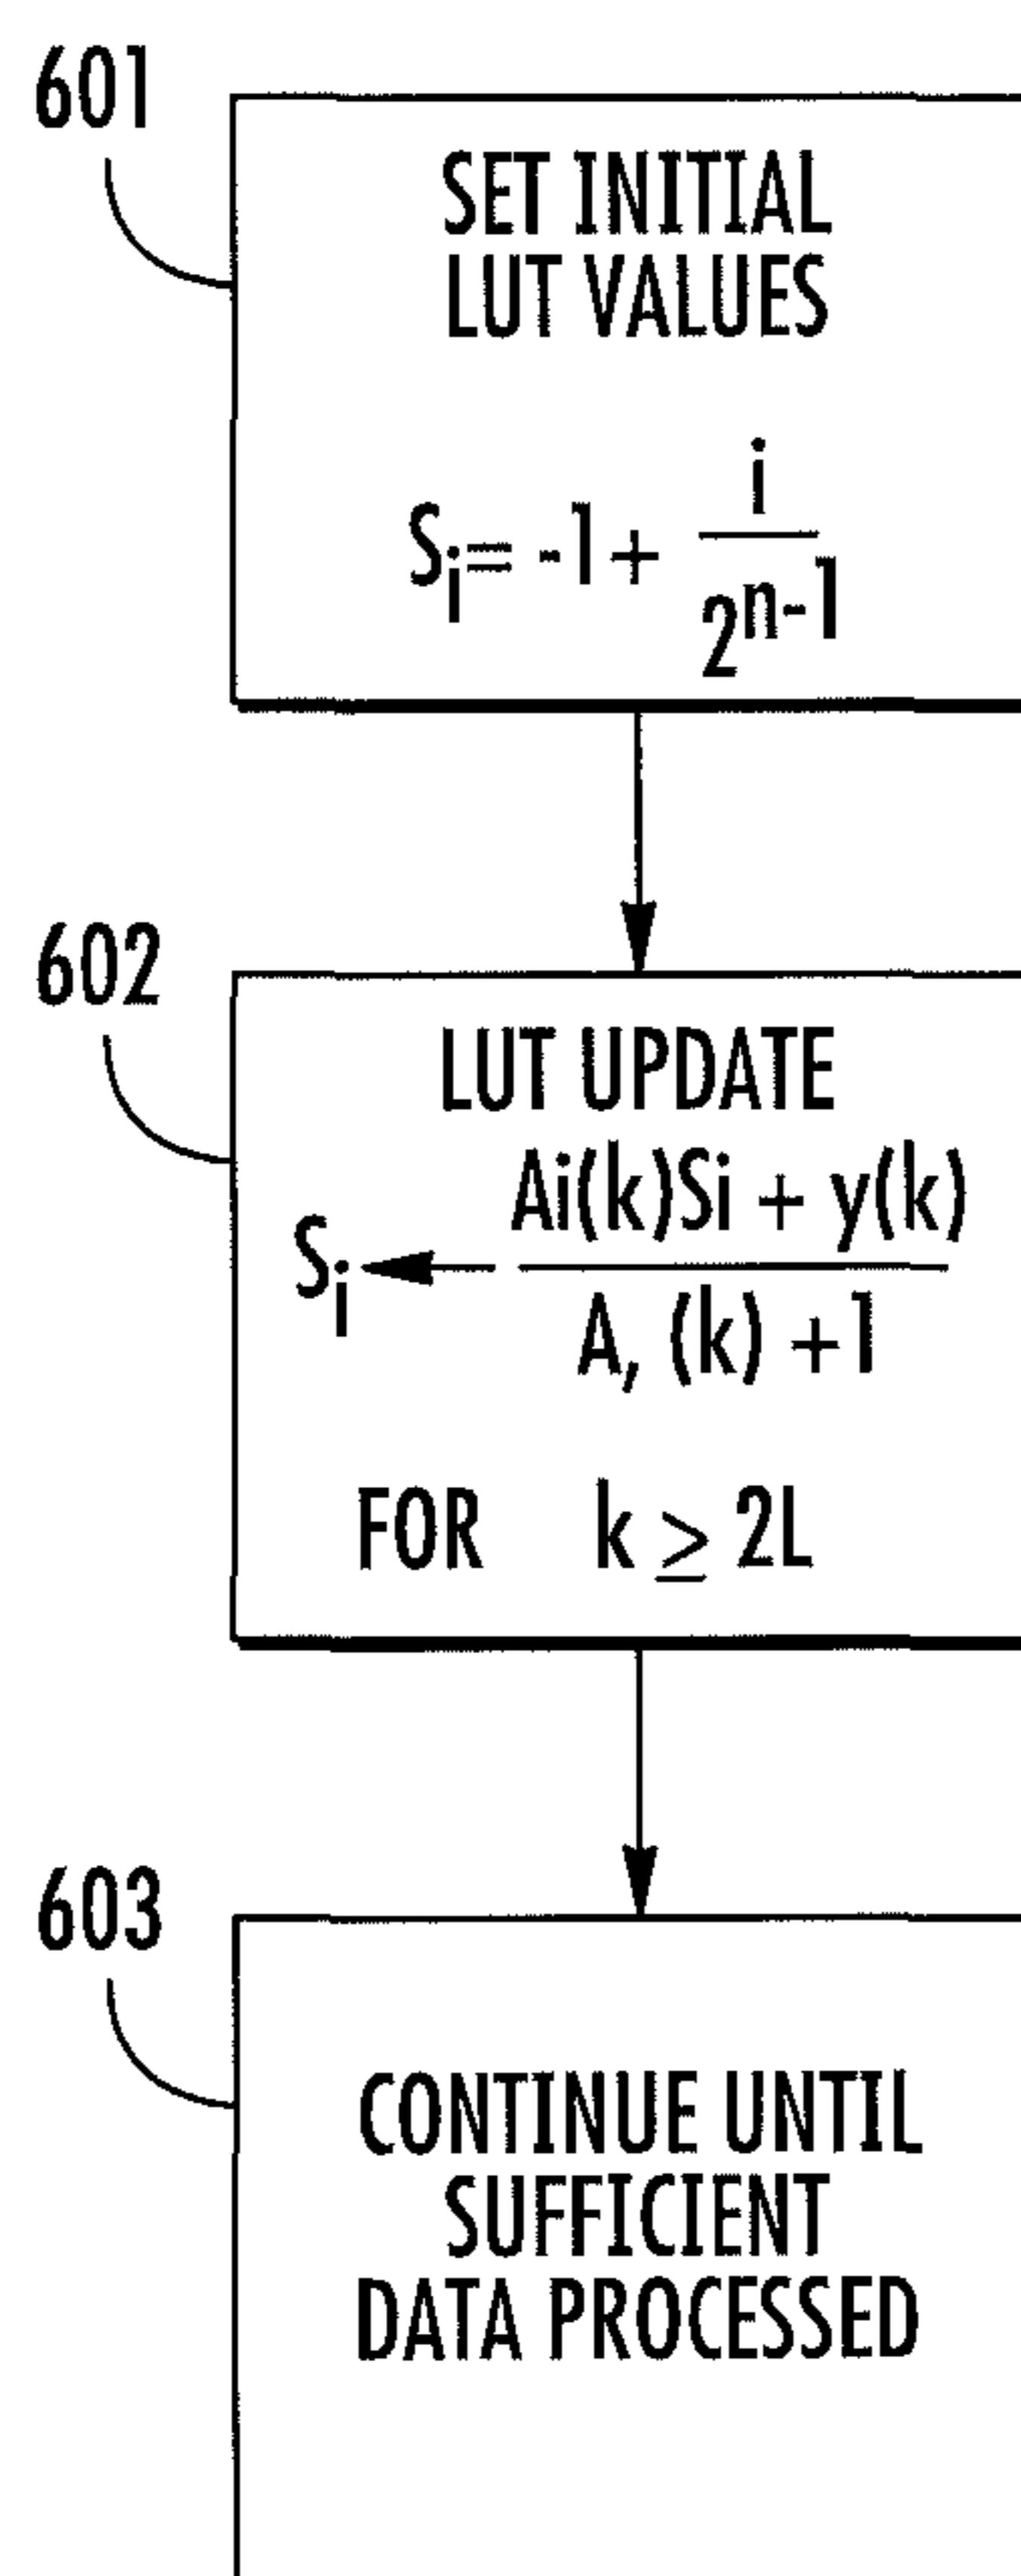 601
SET INITIAL
LUT VALUES
Si= -1+ i/2^n-1
602
LUT UPDATE
Si ← Ai(k)Si + y(k) / A, (k) +1
FOR k ≥ 2L
603
CONTINUE UNTIL
SUFFICIENT
DATA PROCESSED